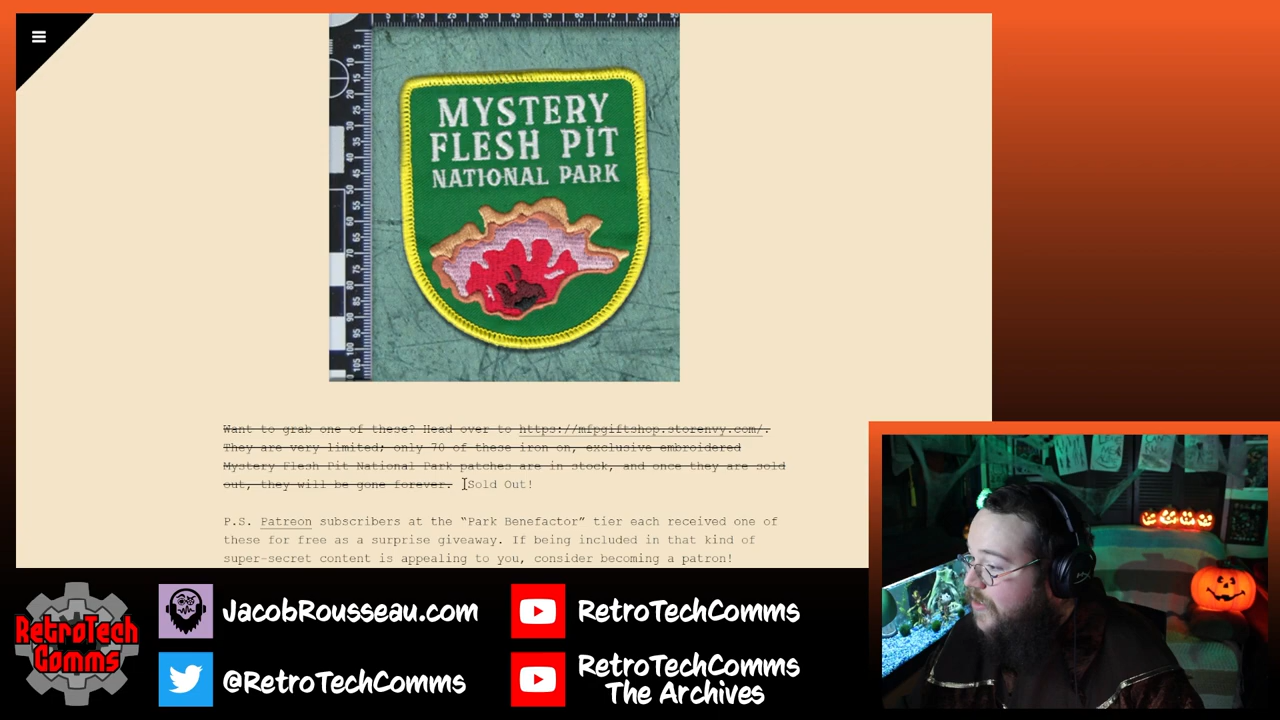 MYSTERY
FLESH PIT
NATIONAL PARK
Want to grab one of these? Head over to https://mfpgiftshop.storenvy.com/.
They are very limited; only 70 of these iron on, exclusive embroidered
Mystery Flesh Pit National Park patches are in stock, and once they are sold
out, they will be gone forever. Sold Out!
P.S. Patreon subscribers at the “Park Benefactor” tier each received one of
these for free as a surprise giveaway. If being included in that kind of
super-secret content is appealing to you, consider becoming a patron!
RetroTech
Comms
JacobRousseau.com
@RetroTechComms
RetroTechComms
RetroTechComms
The Archives